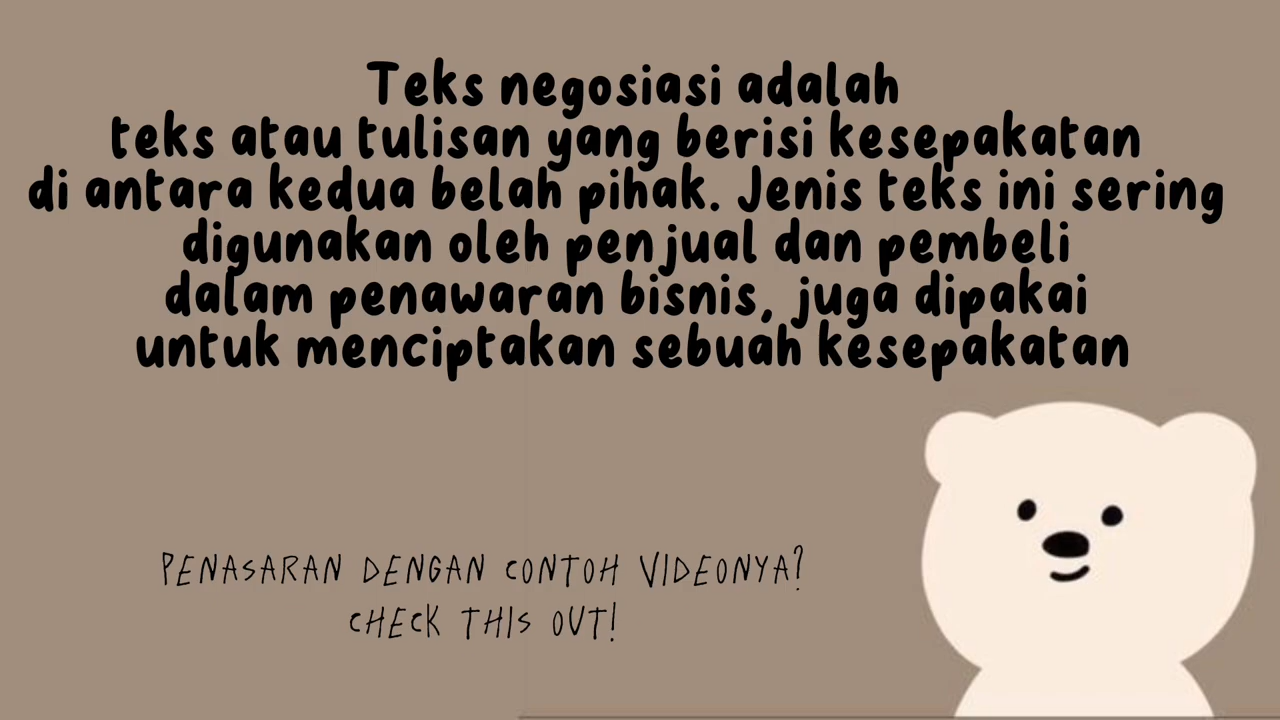 Teks negosiasi adalah
teks atau tulisan yang berisi kesepakatan
di antara kedua belah pihak. Jenis teks ini sering
digunakan oleh penjual dan pembeli
dalam penawaran bisnis, juga dipakai
untuk menciptakan sebuah kesepakatan
PENASARAN DENGAN CONTOH VIDEONYA?
CHECK THIS OUT!